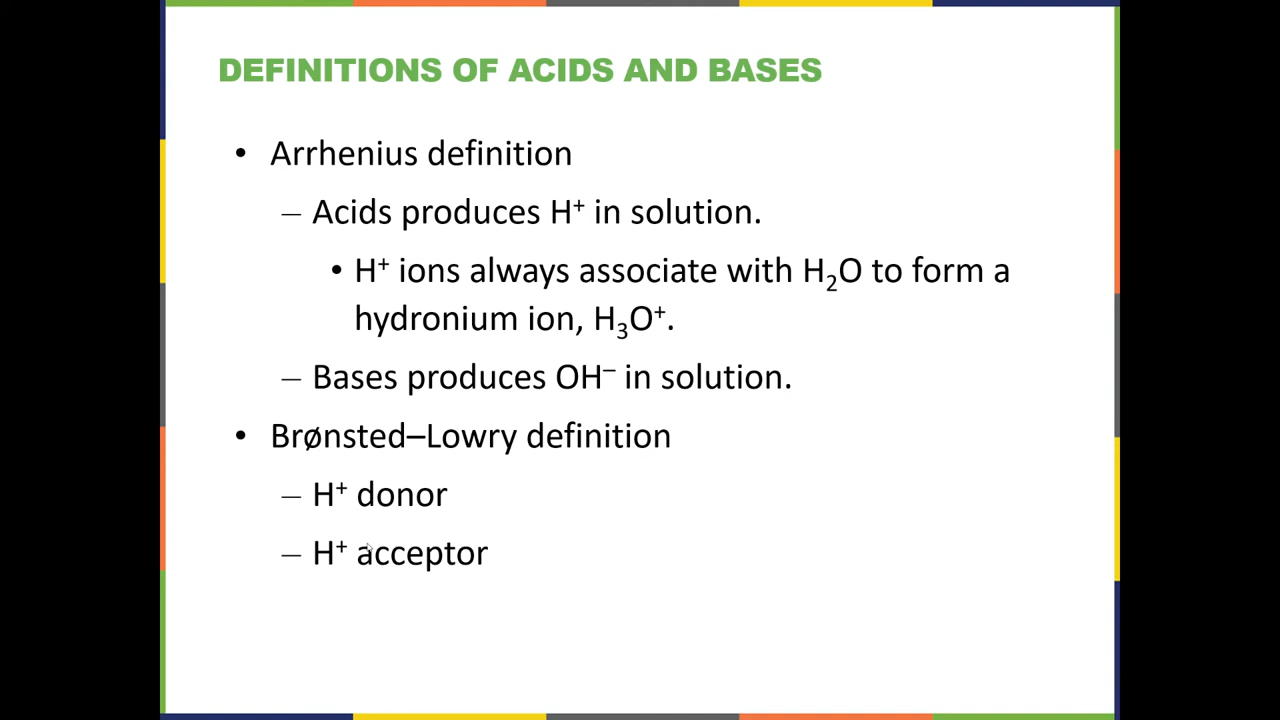 DEFINITIONS OF ACIDS AND BASES
• Arrhenius definition
– Acids produces H⁺ in solution.
• H⁺ ions always associate with H₂O to form a
hydronium ion, H₃O⁺.
– Bases produces OH⁻ in solution.
• Brønsted–Lowry definition
– H⁺ donor
– H⁺ acceptor